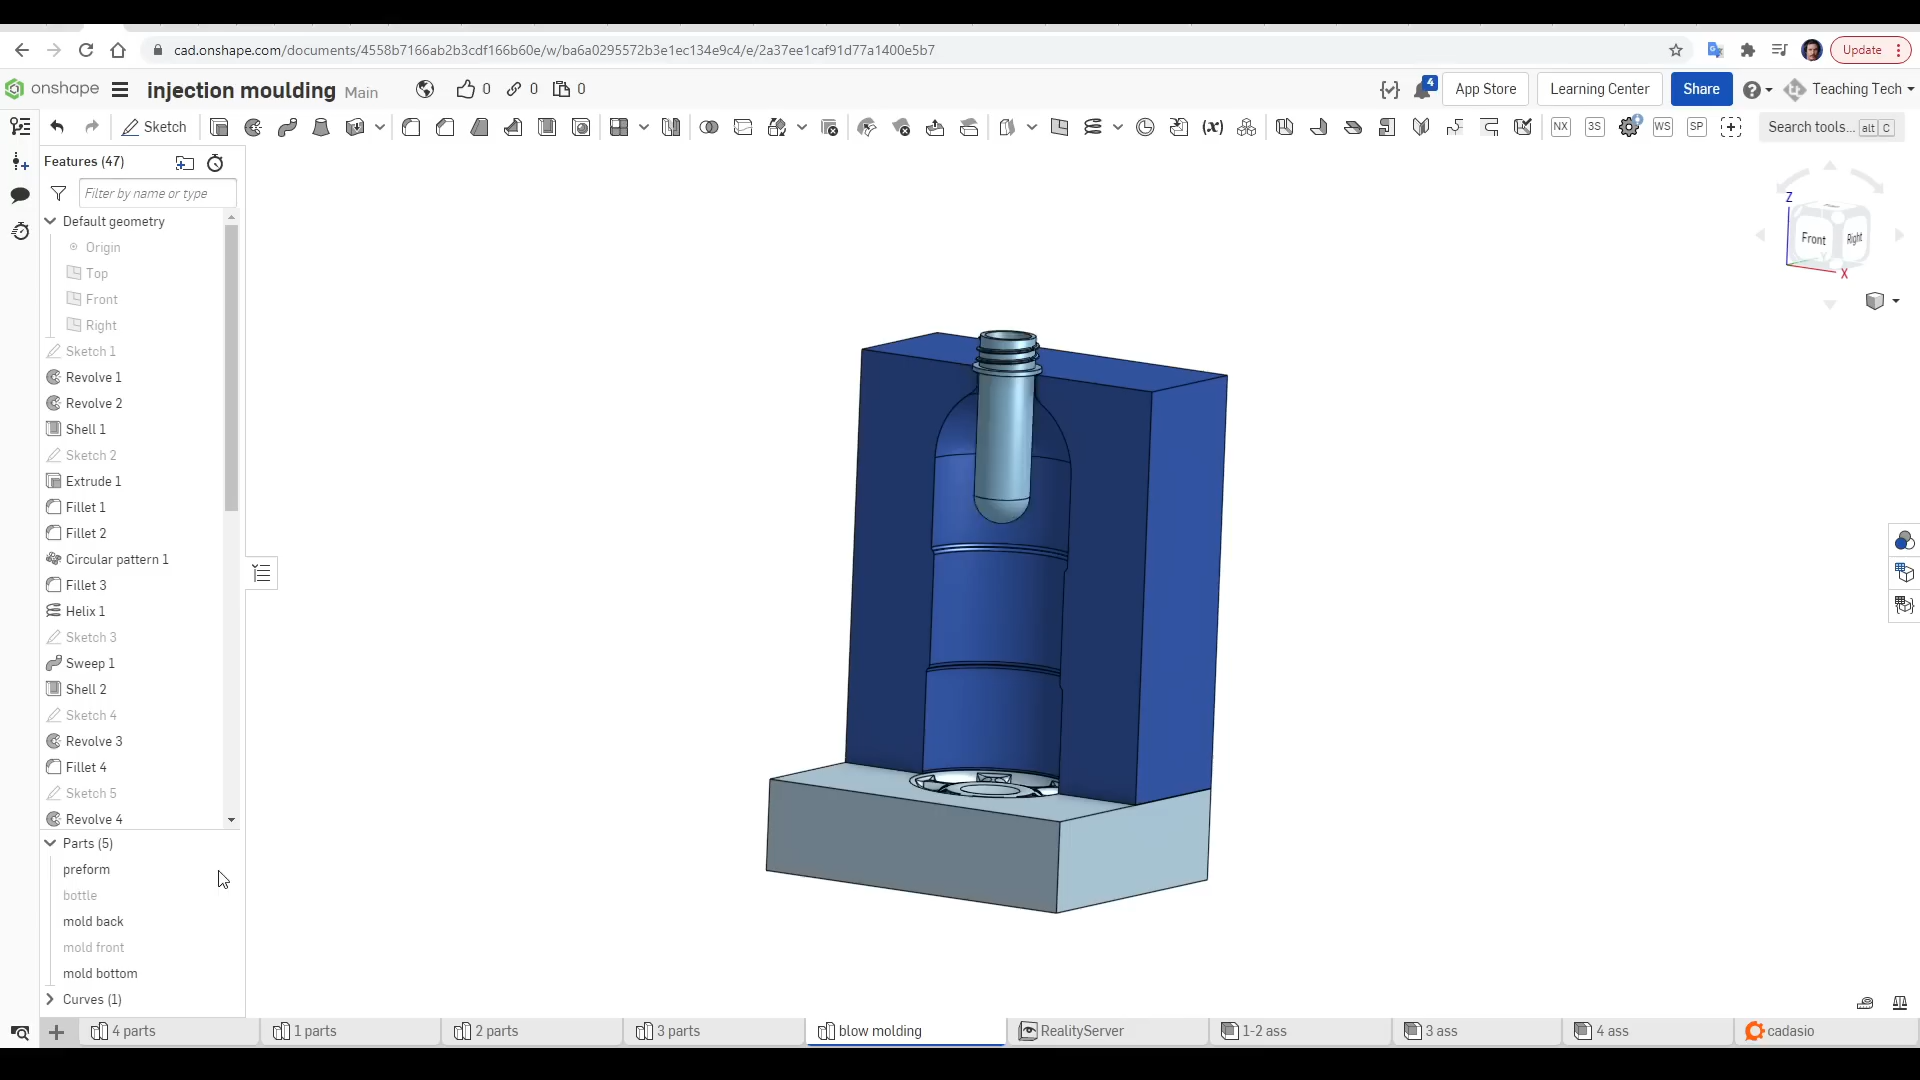 cad.onshape.com/documents/4558b7166ab2b3cdf166b60e/w/ba6a0295572b3e1ec134e9c4/e/2a37ee1caf91d77a1400e5b7
Update
onshape
injection moulding Main
0 0 0
4
App Store
Learning Center
Share
Teaching Tech
Sketch
(x)
NX
3S
WS
SP
Search tools... alt C
Features (47)
Filter by name or type
Default geometry
Origin
Top
Front
Right
Sketch 1
Revolve 1
Revolve 2
Shell 1
Sketch 2
Extrude 1
Fillet 1
Fillet 2
Circular pattern 1
Fillet 3
Helix 1
Sketch 3
Sweep 1
Shell 2
Sketch 4
Revolve 3
Fillet 4
Sketch 5
Revolve 4
Parts (5)
preform
bottle
mold back
mold front
mold bottom
Curves (1)
Z
Front Right
X
4 parts
1 parts
2 parts
3 parts
blow molding
RealityServer
1-2 ass
3 ass
4 ass
cadasio